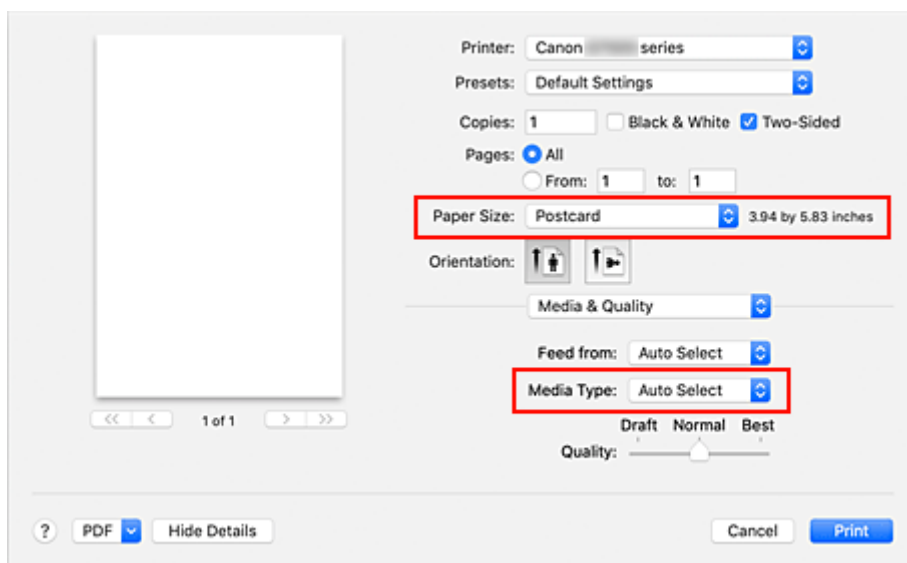 Printer: Canon series
Presets: Default Settings
Copies: 1 Black & White Two-Sided
Pages: All
From: 1 to: 1
Paper Size: Postcard 3.94 by 5.83 inches
Orientation:
Media & Quality
Feed from: Auto Select
Media Type: Auto Select
Draft Normal Best
Quality:
<< < 1 of 1 > >>
? PDF Hide Details Cancel Print